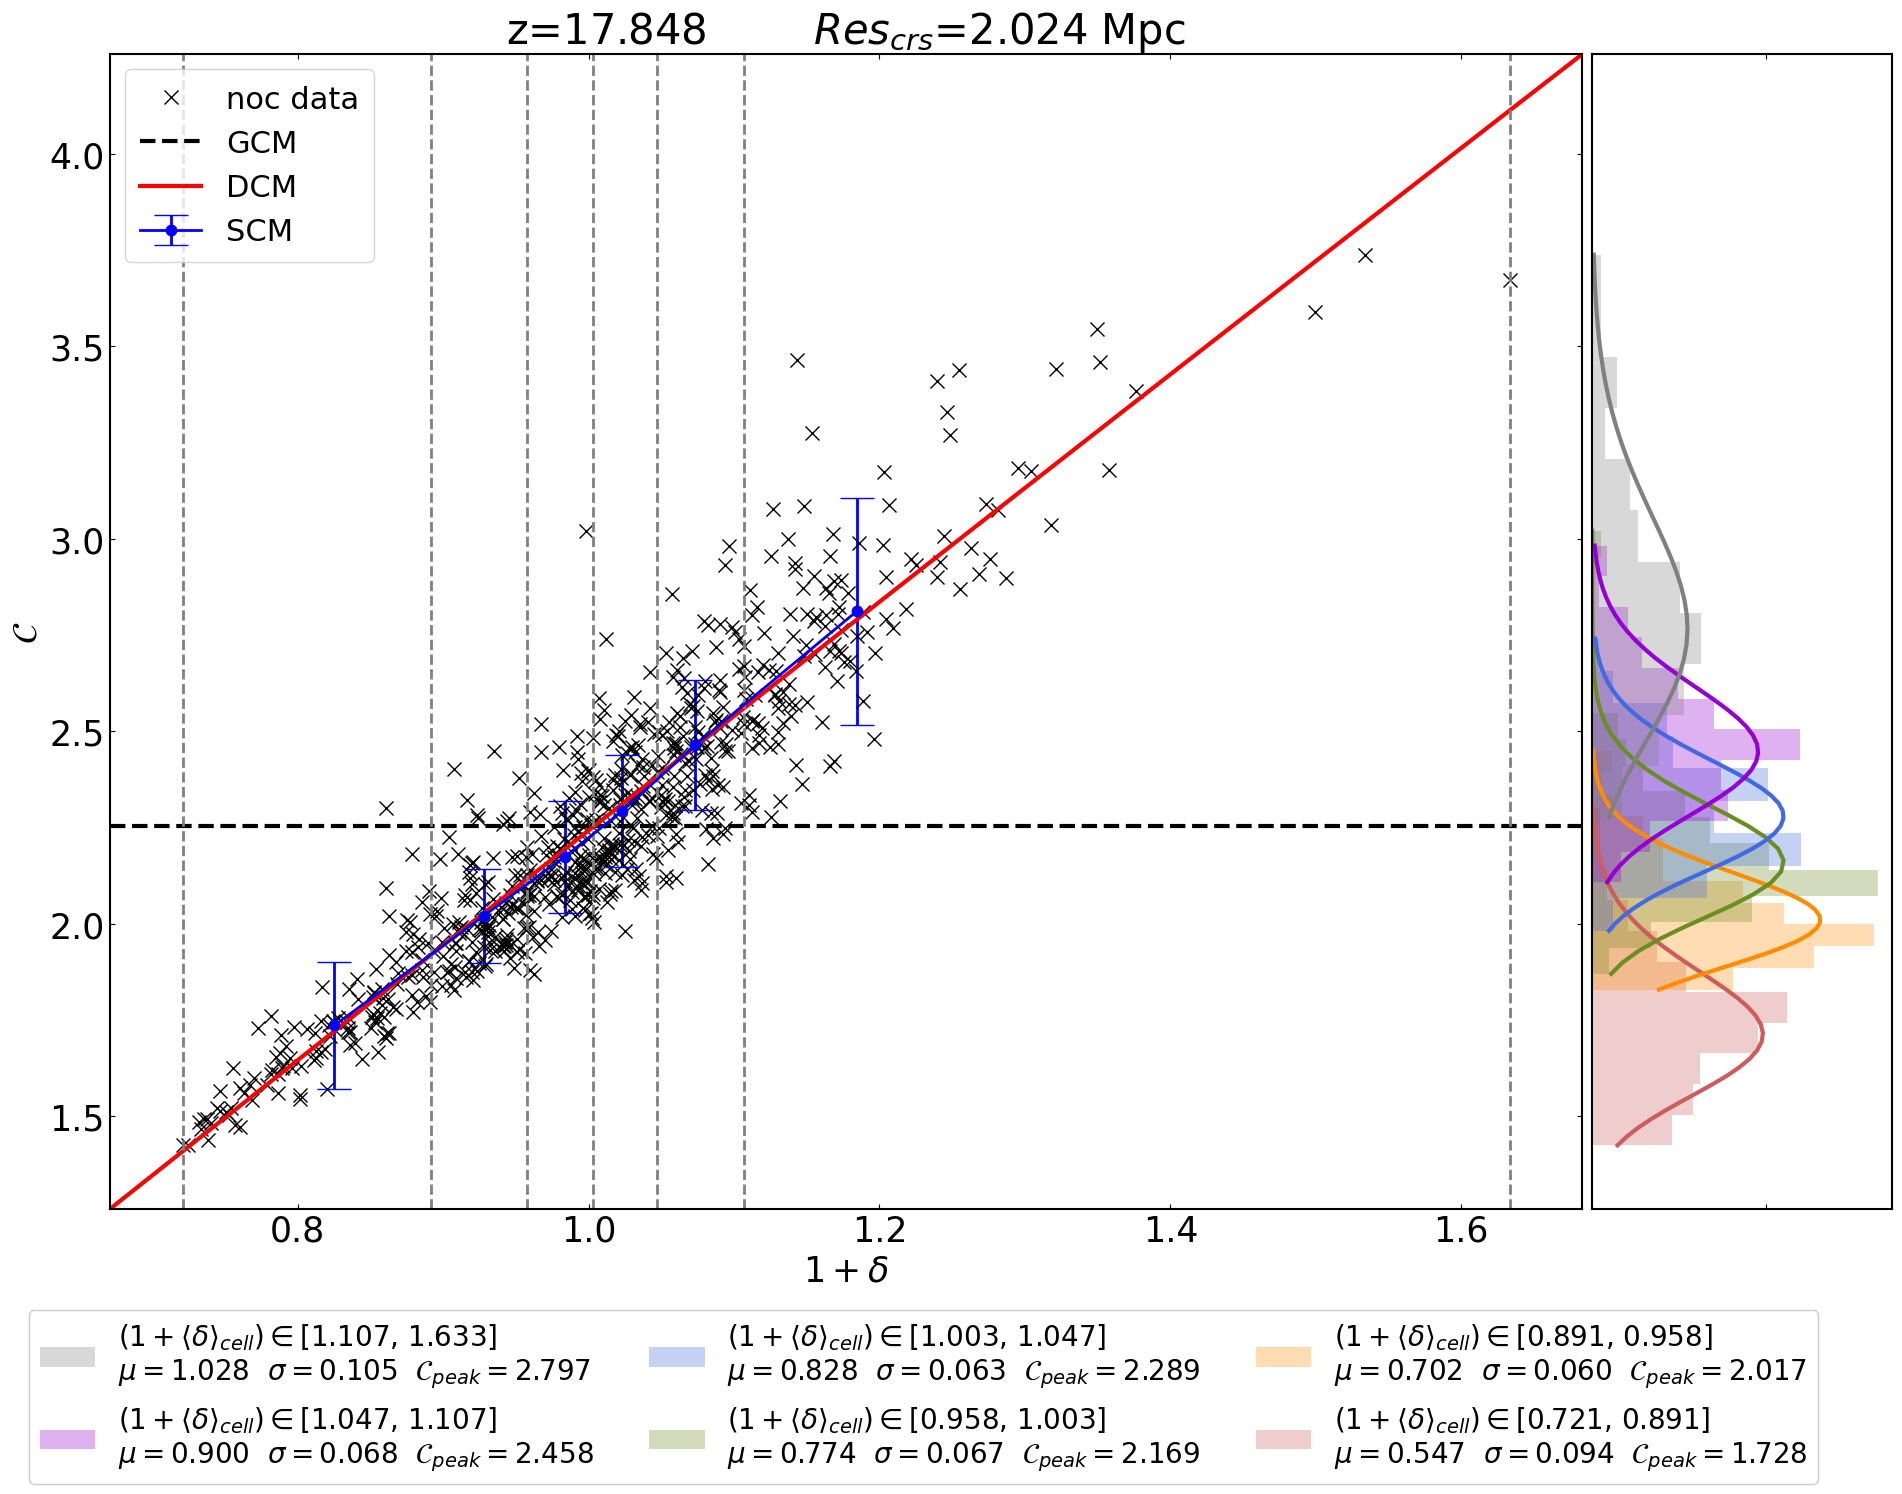 z=17.848 Res_crs=2.024 Mpc
noc data
GCM
DCM
SCM
4.0
3.5
3.0
2.5
2.0
1.5
𝒞
0.8 1.0 1.2 1.4 1.6
1 + δ
(1 + ⟨δ⟩_cell) ∈ [1.107, 1.633]
μ = 1.028 σ = 0.105 𝒞_peak = 2.797
(1 + ⟨δ⟩_cell) ∈ [1.047, 1.107]
μ = 0.900 σ = 0.068 𝒞_peak = 2.458
(1 + ⟨δ⟩_cell) ∈ [1.003, 1.047]
μ = 0.828 σ = 0.063 𝒞_peak = 2.289
(1 + ⟨δ⟩_cell) ∈ [0.958, 1.003]
μ = 0.774 σ = 0.067 𝒞_peak = 2.169
(1 + ⟨δ⟩_cell) ∈ [0.891, 0.958]
μ = 0.702 σ = 0.060 𝒞_peak = 2.017
(1 + ⟨δ⟩_cell) ∈ [0.721, 0.891]
μ = 0.547 σ = 0.094 𝒞_peak = 1.728